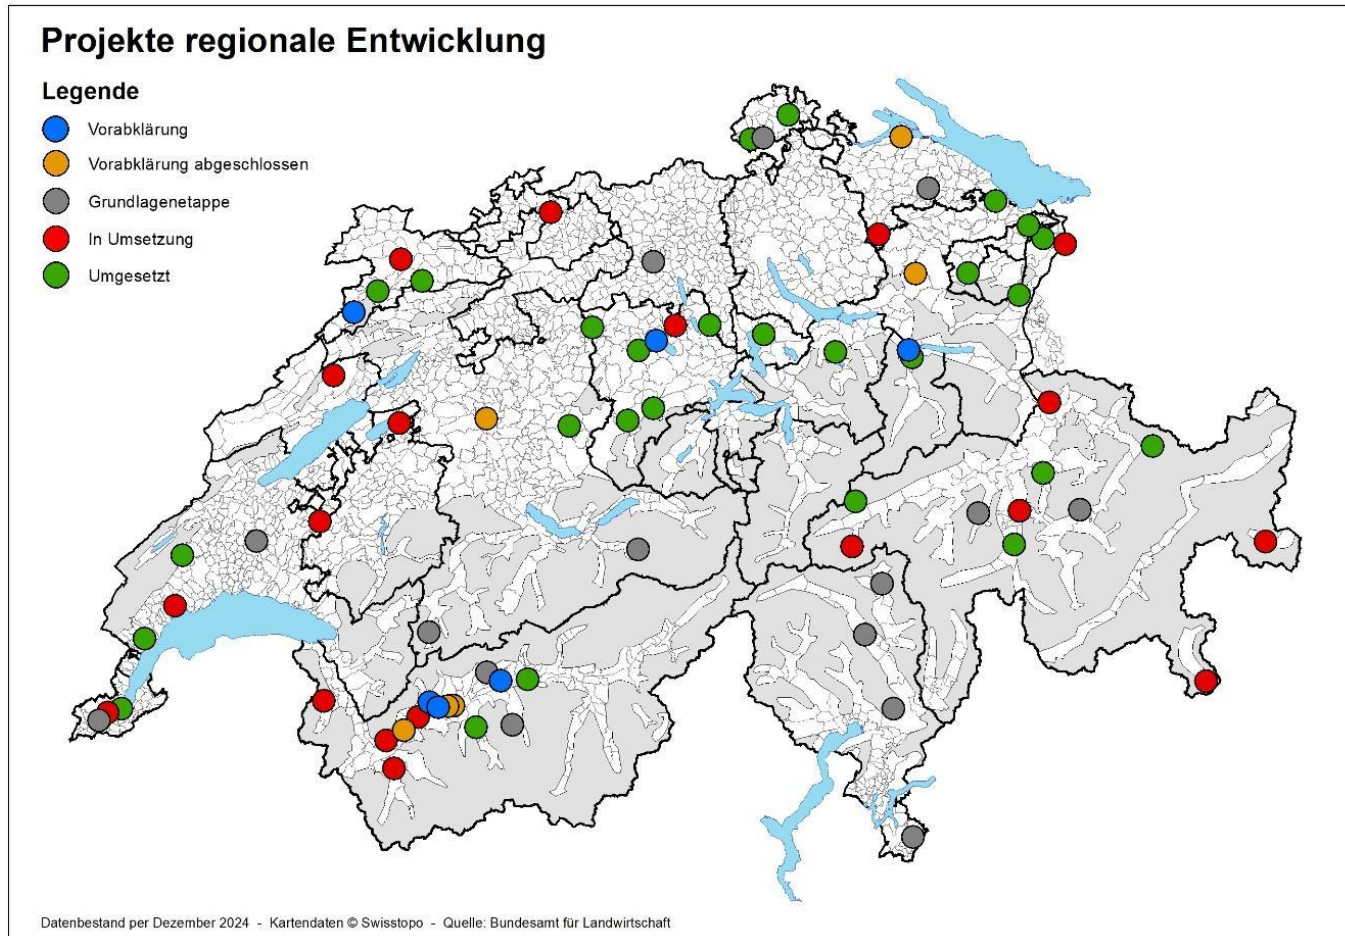 Projekte regionale Entwicklung
Legende
Vorabklärung
Vorabklärung abgeschlossen
Grundlagenetappe
In Umsetzung
Umgesetzt
Datenbestand per Dezember 2024 - Kartendaten © Swisstopo - Quelle: Bundesamt für Landwirtschaft